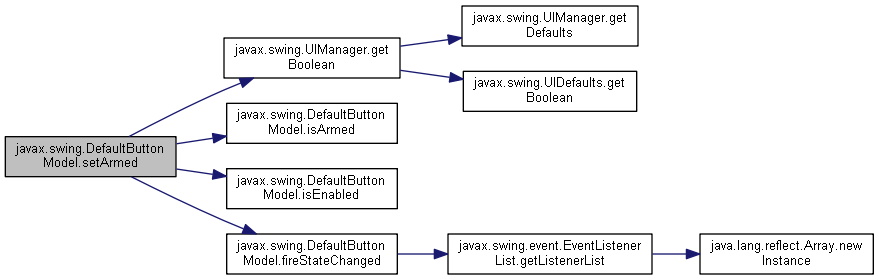 javax.swing.DefaultButton
Model.setArmed
javax.swing.UIManager.get
Boolean
javax.swing.UIManager.get
Defaults
javax.swing.UIDefaults.get
Boolean
javax.swing.DefaultButton
Model.isArmed
javax.swing.DefaultButton
Model.isEnabled
javax.swing.DefaultButton
Model.fireStateChanged
javax.swing.event.EventListener
List.getListenerList
java.lang.reflect.Array.new
Instance